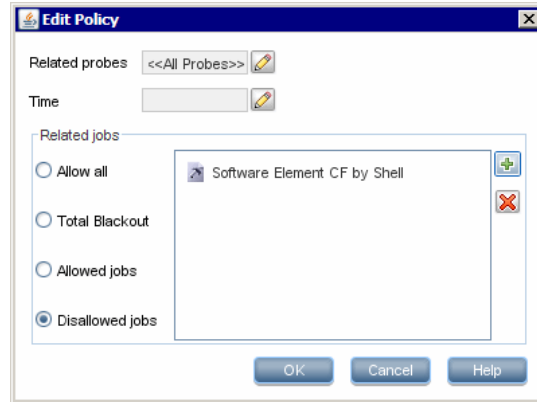 Edit Policy
Related probes <<All Probes>>
Time
Related jobs
Allow all
Software Element CF by Shell
Total Blackout
Allowed jobs
Disallowed jobs
OK Cancel Help